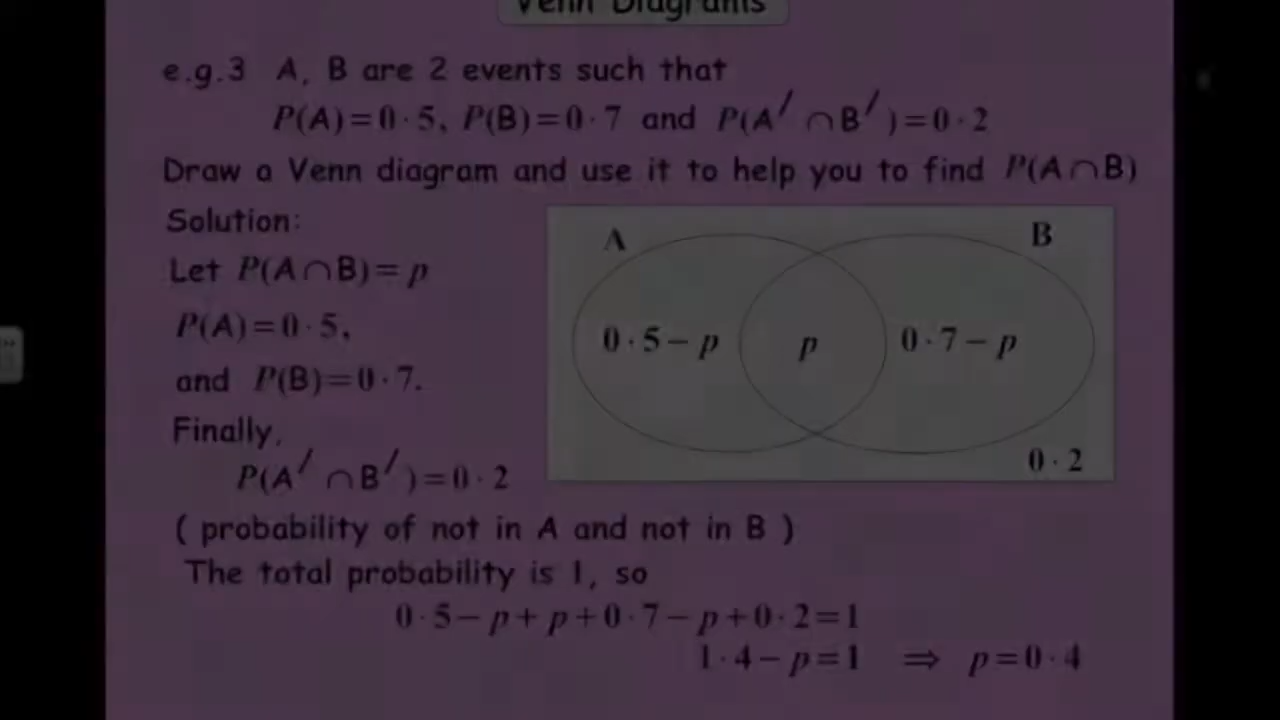 Venn Diagrams
e.g.3 A, B are 2 events such that
P(A)=0·5, P(B)=0·7 and P(A′ ∩B′)=0·2
Draw a Venn diagram and use it to help you to find P(A∩B)
Solution:
Let P(A∩B)=p
P(A)=0·5,
and P(B)=0·7.
Finally,
P(A′ ∩B′)=0·2
A
B
0·5−p
p
0·7−p
0·2
( probability of not in A and not in B )
The total probability is 1, so
0·5−p+p+0·7−p+0·2=1
1·4−p=1 ⇒ p=0·4